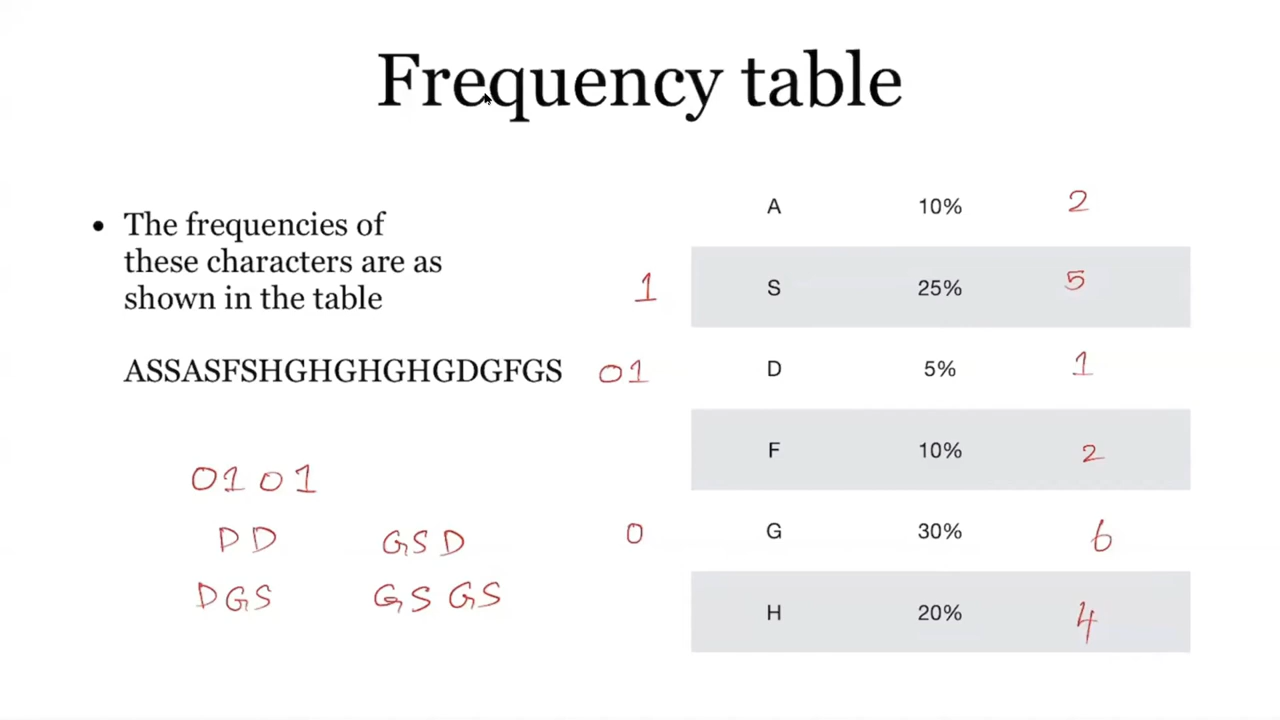 Frequency table
• The frequencies of
these characters are as
shown in the table
ASSASFSHGHGHGHGDGFGS
0101
DD GSD
DGS GSGS
A 10% 2
1 S 25% 5
01 D 5% 1
F 10% 2
0 G 30% 6
H 20% 4